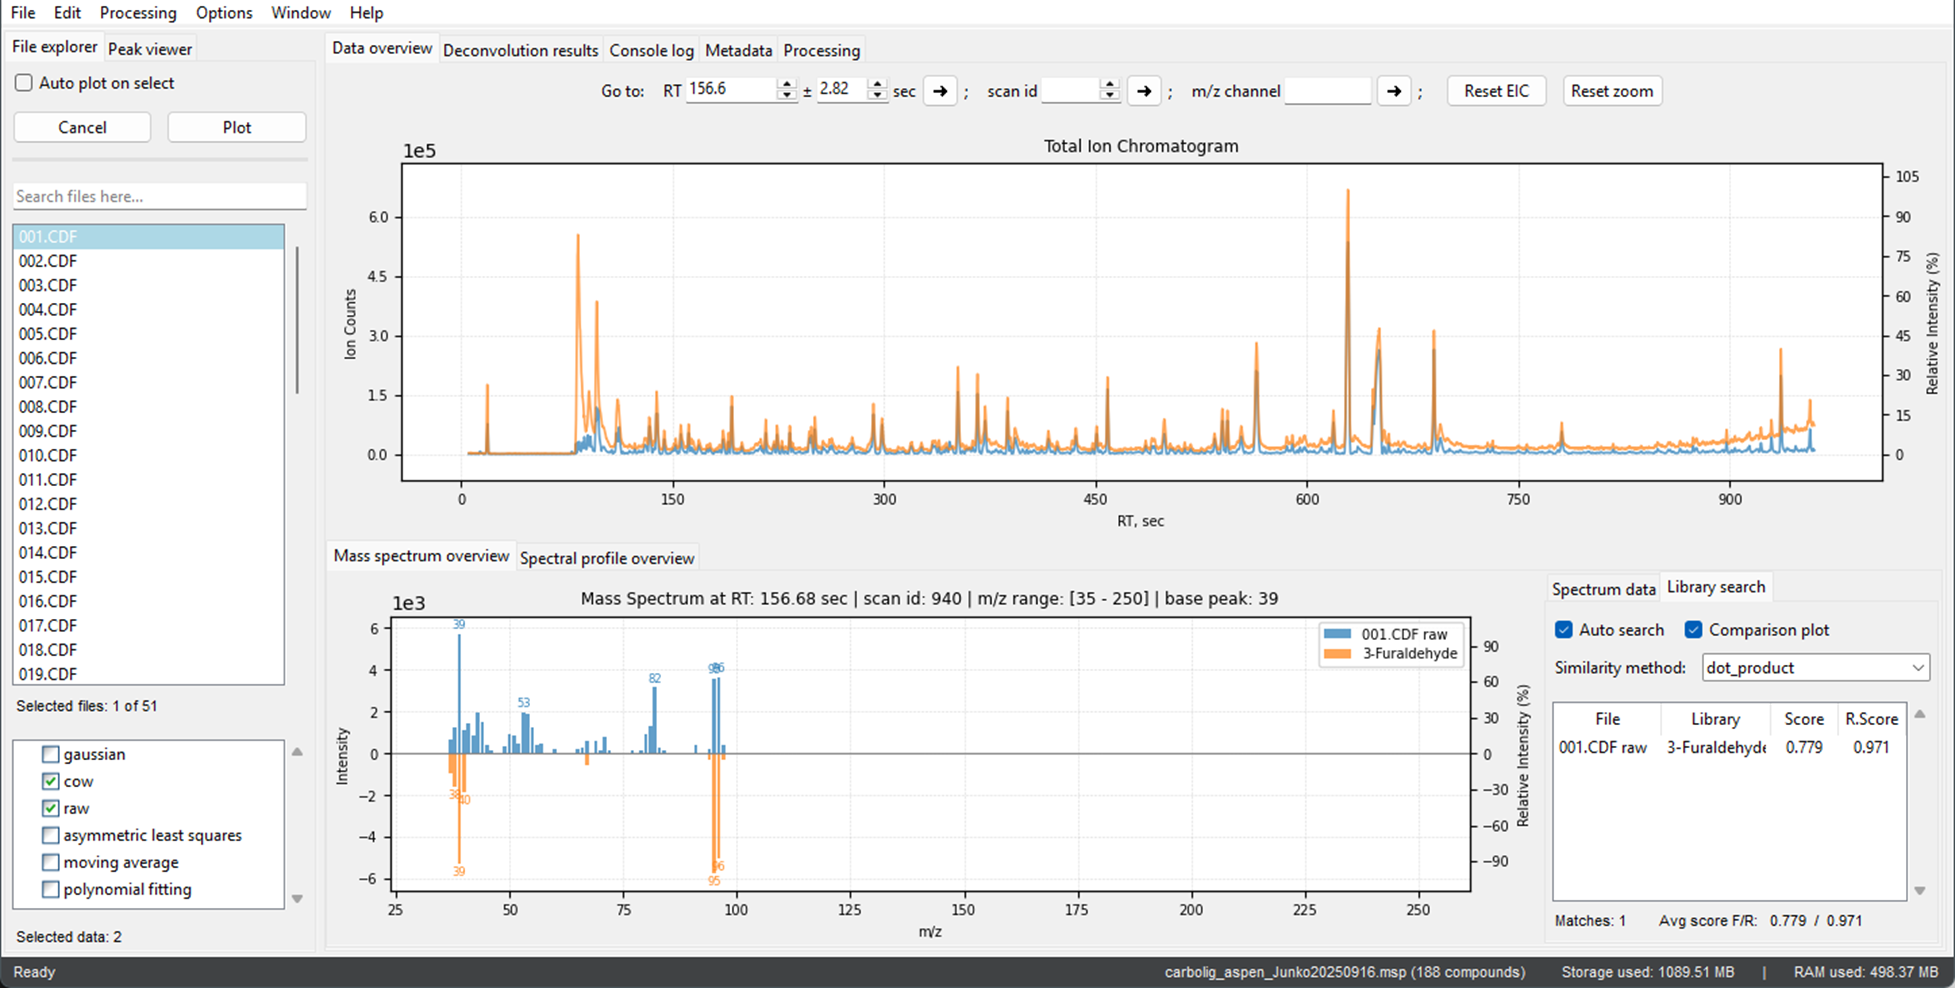 File Edit Processing Options Window Help
File explorer Peak viewer
Auto plot on select
Cancel Plot
Search files here...
001.CDF
002.CDF
003.CDF
004.CDF
005.CDF
006.CDF
007.CDF
008.CDF
009.CDF
010.CDF
011.CDF
012.CDF
013.CDF
014.CDF
015.CDF
016.CDF
017.CDF
018.CDF
019.CDF
Selected files: 1 of 51
gaussian
cow
raw
asymmetric least squares
moving average
polynomial fitting
Selected data: 2
Data overview Deconvolution results Console log Metadata Processing
Go to: RT 156.6 ± 2.82 sec → ; scan id → ; m/z channel → ; Reset EIC Reset zoom
Total Ion Chromatogram
1e5
6.0
4.5
3.0
1.5
0.0
Ion Counts
105
90
75
60
45
30
15
0
Relative Intensity (%)
0 150 300 450 600 750 900
RT, sec
Mass spectrum overview Spectral profile overview
Mass Spectrum at RT: 156.68 sec | scan id: 940 | m/z range: [35 - 250] | base peak: 39
1e3
6
4
2
0
−2
−4
−6
Intensity
39
53
82
96
38
40
39
96
95
001.CDF raw
3-Furaldehyde
90
60
30
0
−30
−60
−90
Relative Intensity (%)
25 50 75 100 125 150 175 200 225 250
m/z
Spectrum data Library search
Auto search Comparison plot
Similarity method: dot_product
File Library Score R.Score
001.CDF raw 3-Furaldehyde 0.779 0.971
Matches: 1 Avg score F/R: 0.779 / 0.971
Ready carbolig_aspen_Junko20250916.msp (188 compounds) Storage used: 1089.51 MB | RAM used: 498.37 MB